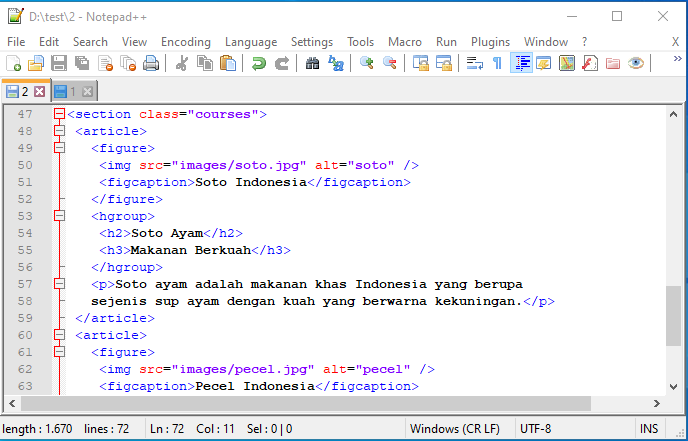 D:\test\2 - Notepad++
File Edit Search View Encoding Language Settings Tools Macro Run Plugins Window ? X
2 1
47 <section class="courses">
48 <article>
49 <figure>
50 <img src="images/soto.jpg" alt="soto" />
51 <figcaption>Soto Indonesia</figcaption>
52 </figure>
53 <hgroup>
54 <h2>Soto Ayam</h2>
55 <h3>Makanan Berkuah</h3>
56 </hgroup>
57 <p>Soto ayam adalah makanan khas Indonesia yang berupa
58 sejenis sup ayam dengan kuah yang berwarna kekuningan.</p>
59 </article>
60 <article>
61 <figure>
62 <img src="images/pecel.jpg" alt="pecel" />
63 <figcaption>Pecel Indonesia</figcaption>
length : 1.670 lines : 72 Ln : 72 Col : 11 Sel : 0 | 0 Windows (CR LF) UTF-8 INS